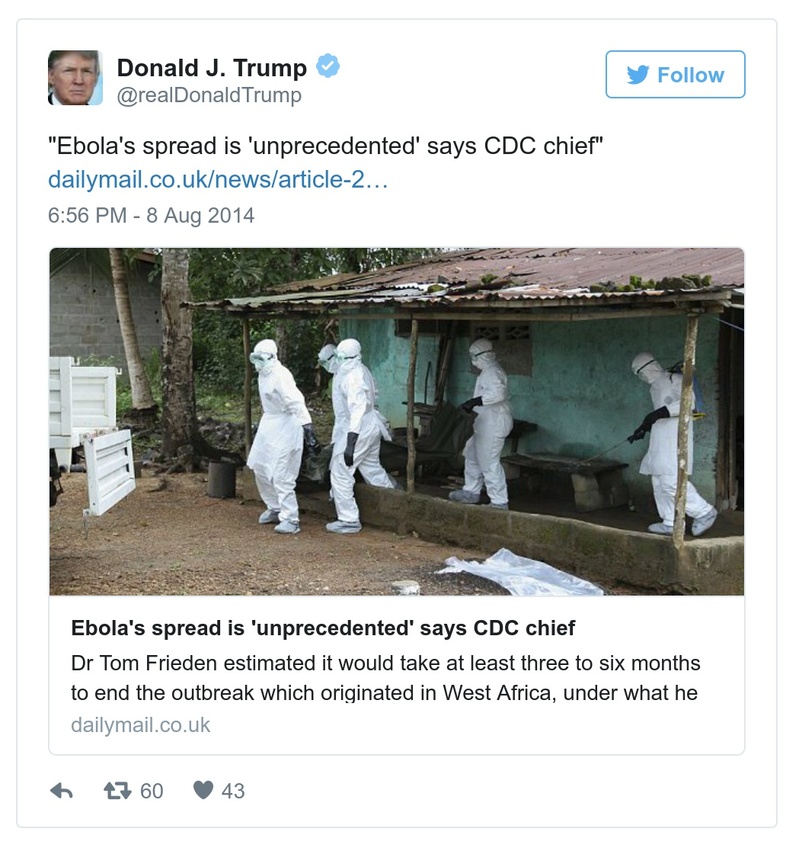 Donald J. Trump
@realDonaldTrump
Follow
"Ebola's spread is 'unprecedented' says CDC chief"
dailymail.co.uk/news/article-2…
6:56 PM - 8 Aug 2014
Ebola's spread is 'unprecedented' says CDC chief
Dr Tom Frieden estimated it would take at least three to six months
to end the outbreak which originated in West Africa, under what he
dailymail.co.uk
60
43